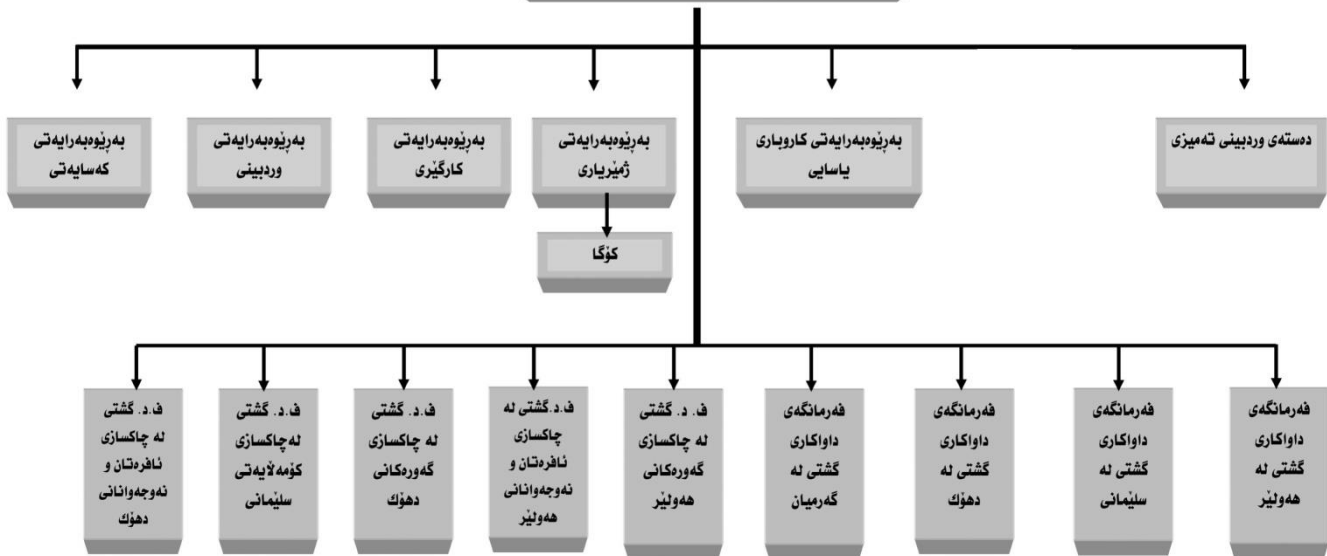 دەستەی وردبینی تەمیزی
بەڕێوەبەرایەتی کاروباری
یاسایی
بەڕێوەبەرایەتی
ژمێریاری
بەڕێوەبەرایەتی
کارگێری
بەڕێوەبەرایەتی
وردبینی
بەڕێوەبەرایەتی
کەسایەتی
کۆگا
فەرمانگەی
داواکاری
گشتی لە
هەولێر
فەرمانگەی
داواکاری
گشتی لە
سلێمانی
فەرمانگەی
داواکاری
گشتی لە
دهۆك
فەرمانگەی
داواکاری
گشتی لە
گەرمیان
ف. د. گشتی
لە چاکسازی
گەورەکانی
هەولێر
ف.د.گشتی لە
چاکسازی
ئافرەتان و
نەوجەوانانی
هەولێر
ف.د. گشتی
لە چاکسازی
گەورەکانی
دهۆك
ف.د. گشتی
لەچاکسازی
کۆمەڵایەتی
سلێمانی
ف.د. گشتی
لە چاکسازی
ئافرەتان و
نەوجەوانانی
دهۆك